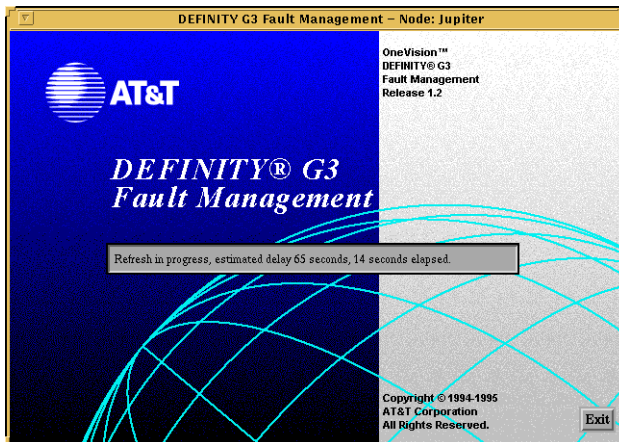 DEFINITY G3 Fault Management – Node: Jupiter
OneVision™
DEFINITY® G3
Fault Management
Release 1.2
AT&T
DEFINITY® G3
Fault Management
Refresh in progress, estimated delay 65 seconds, 14 seconds elapsed.
Copyright © 1994-1995
AT&T Corporation
All Rights Reserved.
Exit